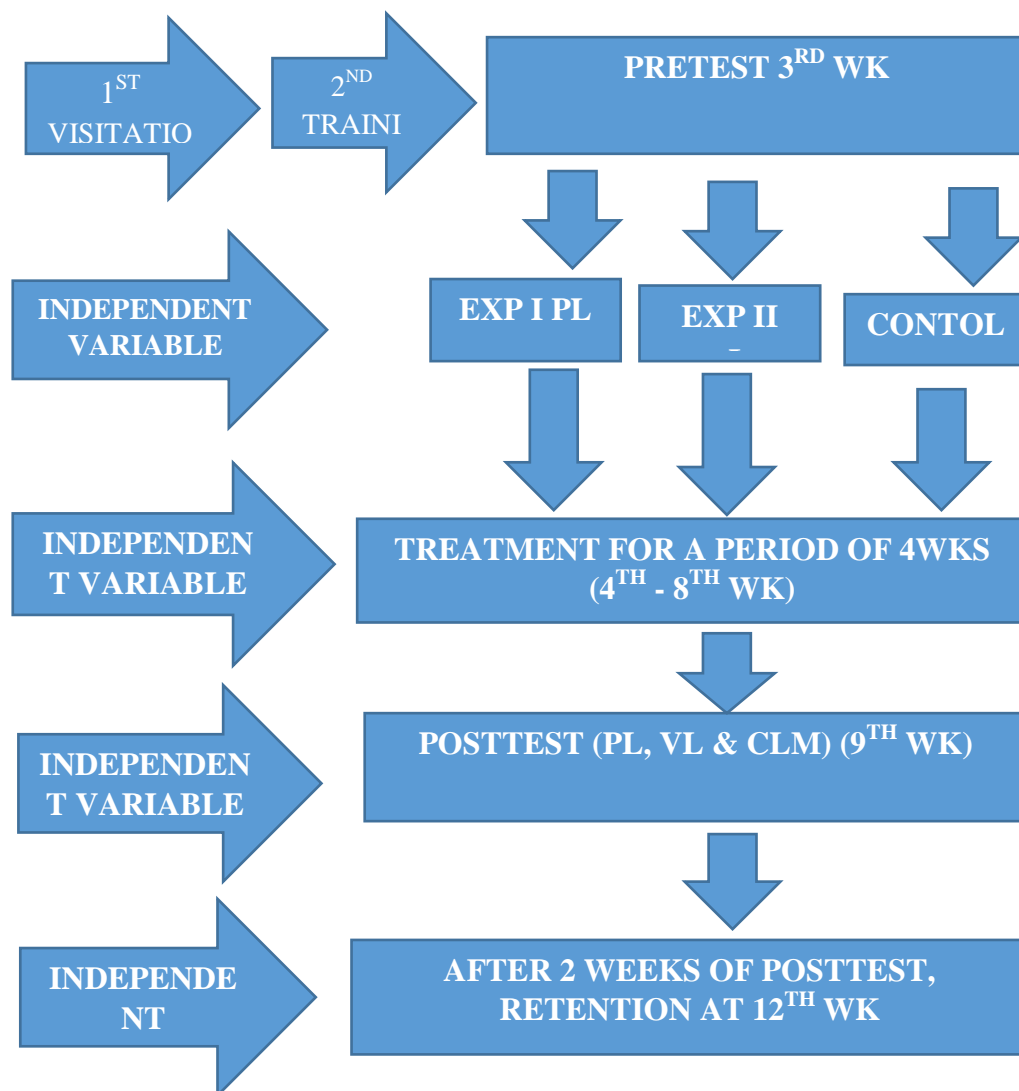 1ST
VISITATIO
2ND
TRAINI
PRETEST 3RD WK
INDEPENDENT
VARIABLE
EXP I PL
EXP II
CONTOL
INDEPENDEN
T VARIABLE
TREATMENT FOR A PERIOD OF 4WKS
(4TH - 8TH WK)
INDEPENDEN
T VARIABLE
POSTTEST (PL, VL & CLM) (9TH WK)
INDEPENDE
NT
AFTER 2 WEEKS OF POSTTEST,
RETENTION AT 12TH WK